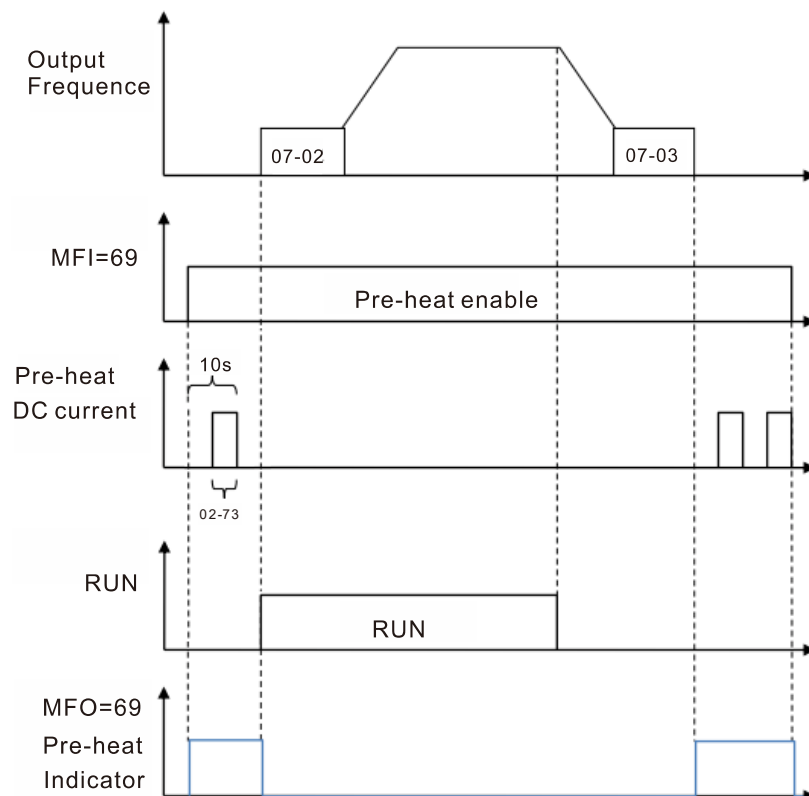 Output
Frequence
07-02
07-03
MFI=69
Pre-heat enable
10s
Pre-heat
DC current
02-73
RUN
RUN
MFO=69
Pre-heat
Indicator